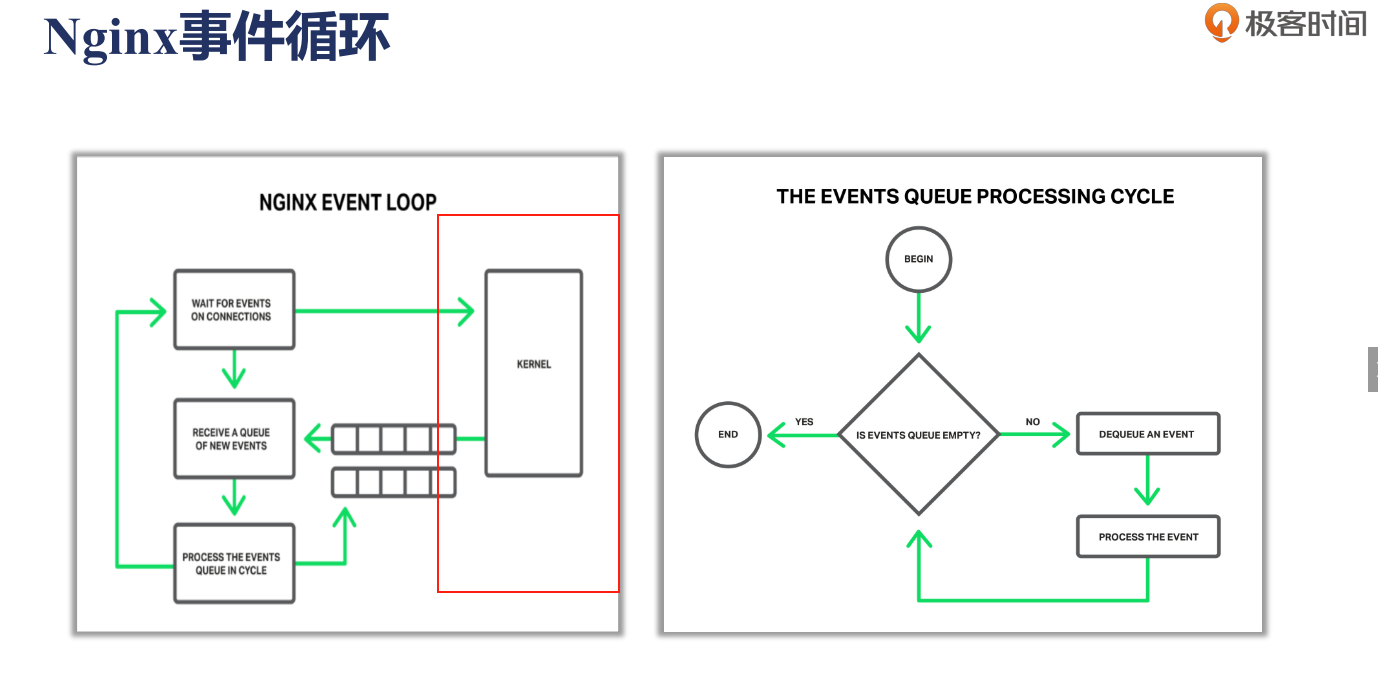 Nginx事件循环
极客时间
NGINX EVENT LOOP
WAIT FOR EVENTS
ON CONNECTIONS
KERNEL
RECEIVE A QUEUE
OF NEW EVENTS
PROCESS THE EVENTS
QUEUE IN CYCLE
THE EVENTS QUEUE PROCESSING CYCLE
BEGIN
END
YES
IS EVENTS QUEUE EMPTY?
NO
DEQUEUE AN EVENT
PROCESS THE EVENT